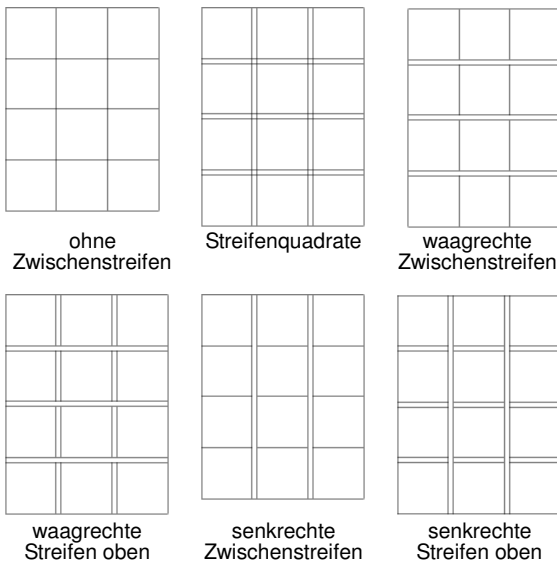 ohne
Zwischenstreifen
Streifenquadrate
waagrechte
Zwischenstreifen
waagrechte
Streifen oben
senkrechte
Zwischenstreifen
senkrechte
Streifen oben